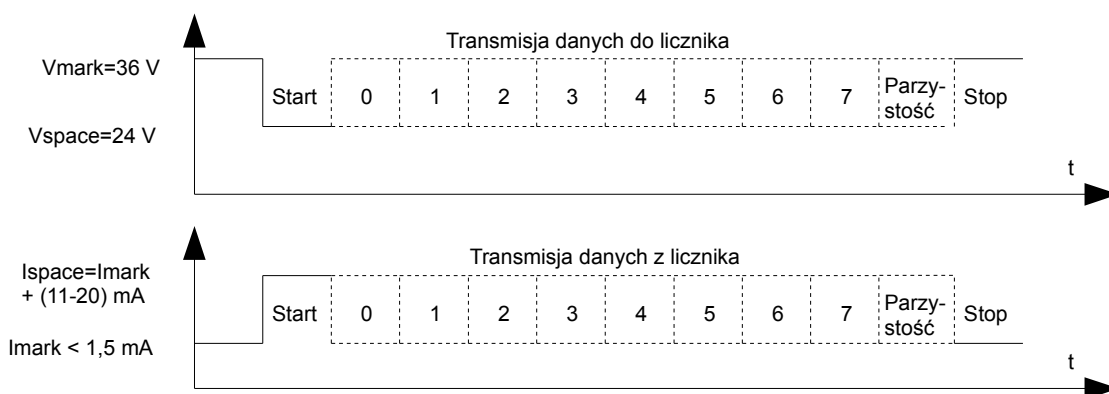 Transmisja danych do licznika
Vmark=36 V
Start 0 1 2 3 4 5 6 7 Parzy-
stość Stop
Vspace=24 V
t
Transmisja danych z licznika
Ispace=Imark
+ (11-20) mA
Start 0 1 2 3 4 5 6 7 Parzy-
stość Stop
Imark < 1,5 mA
t